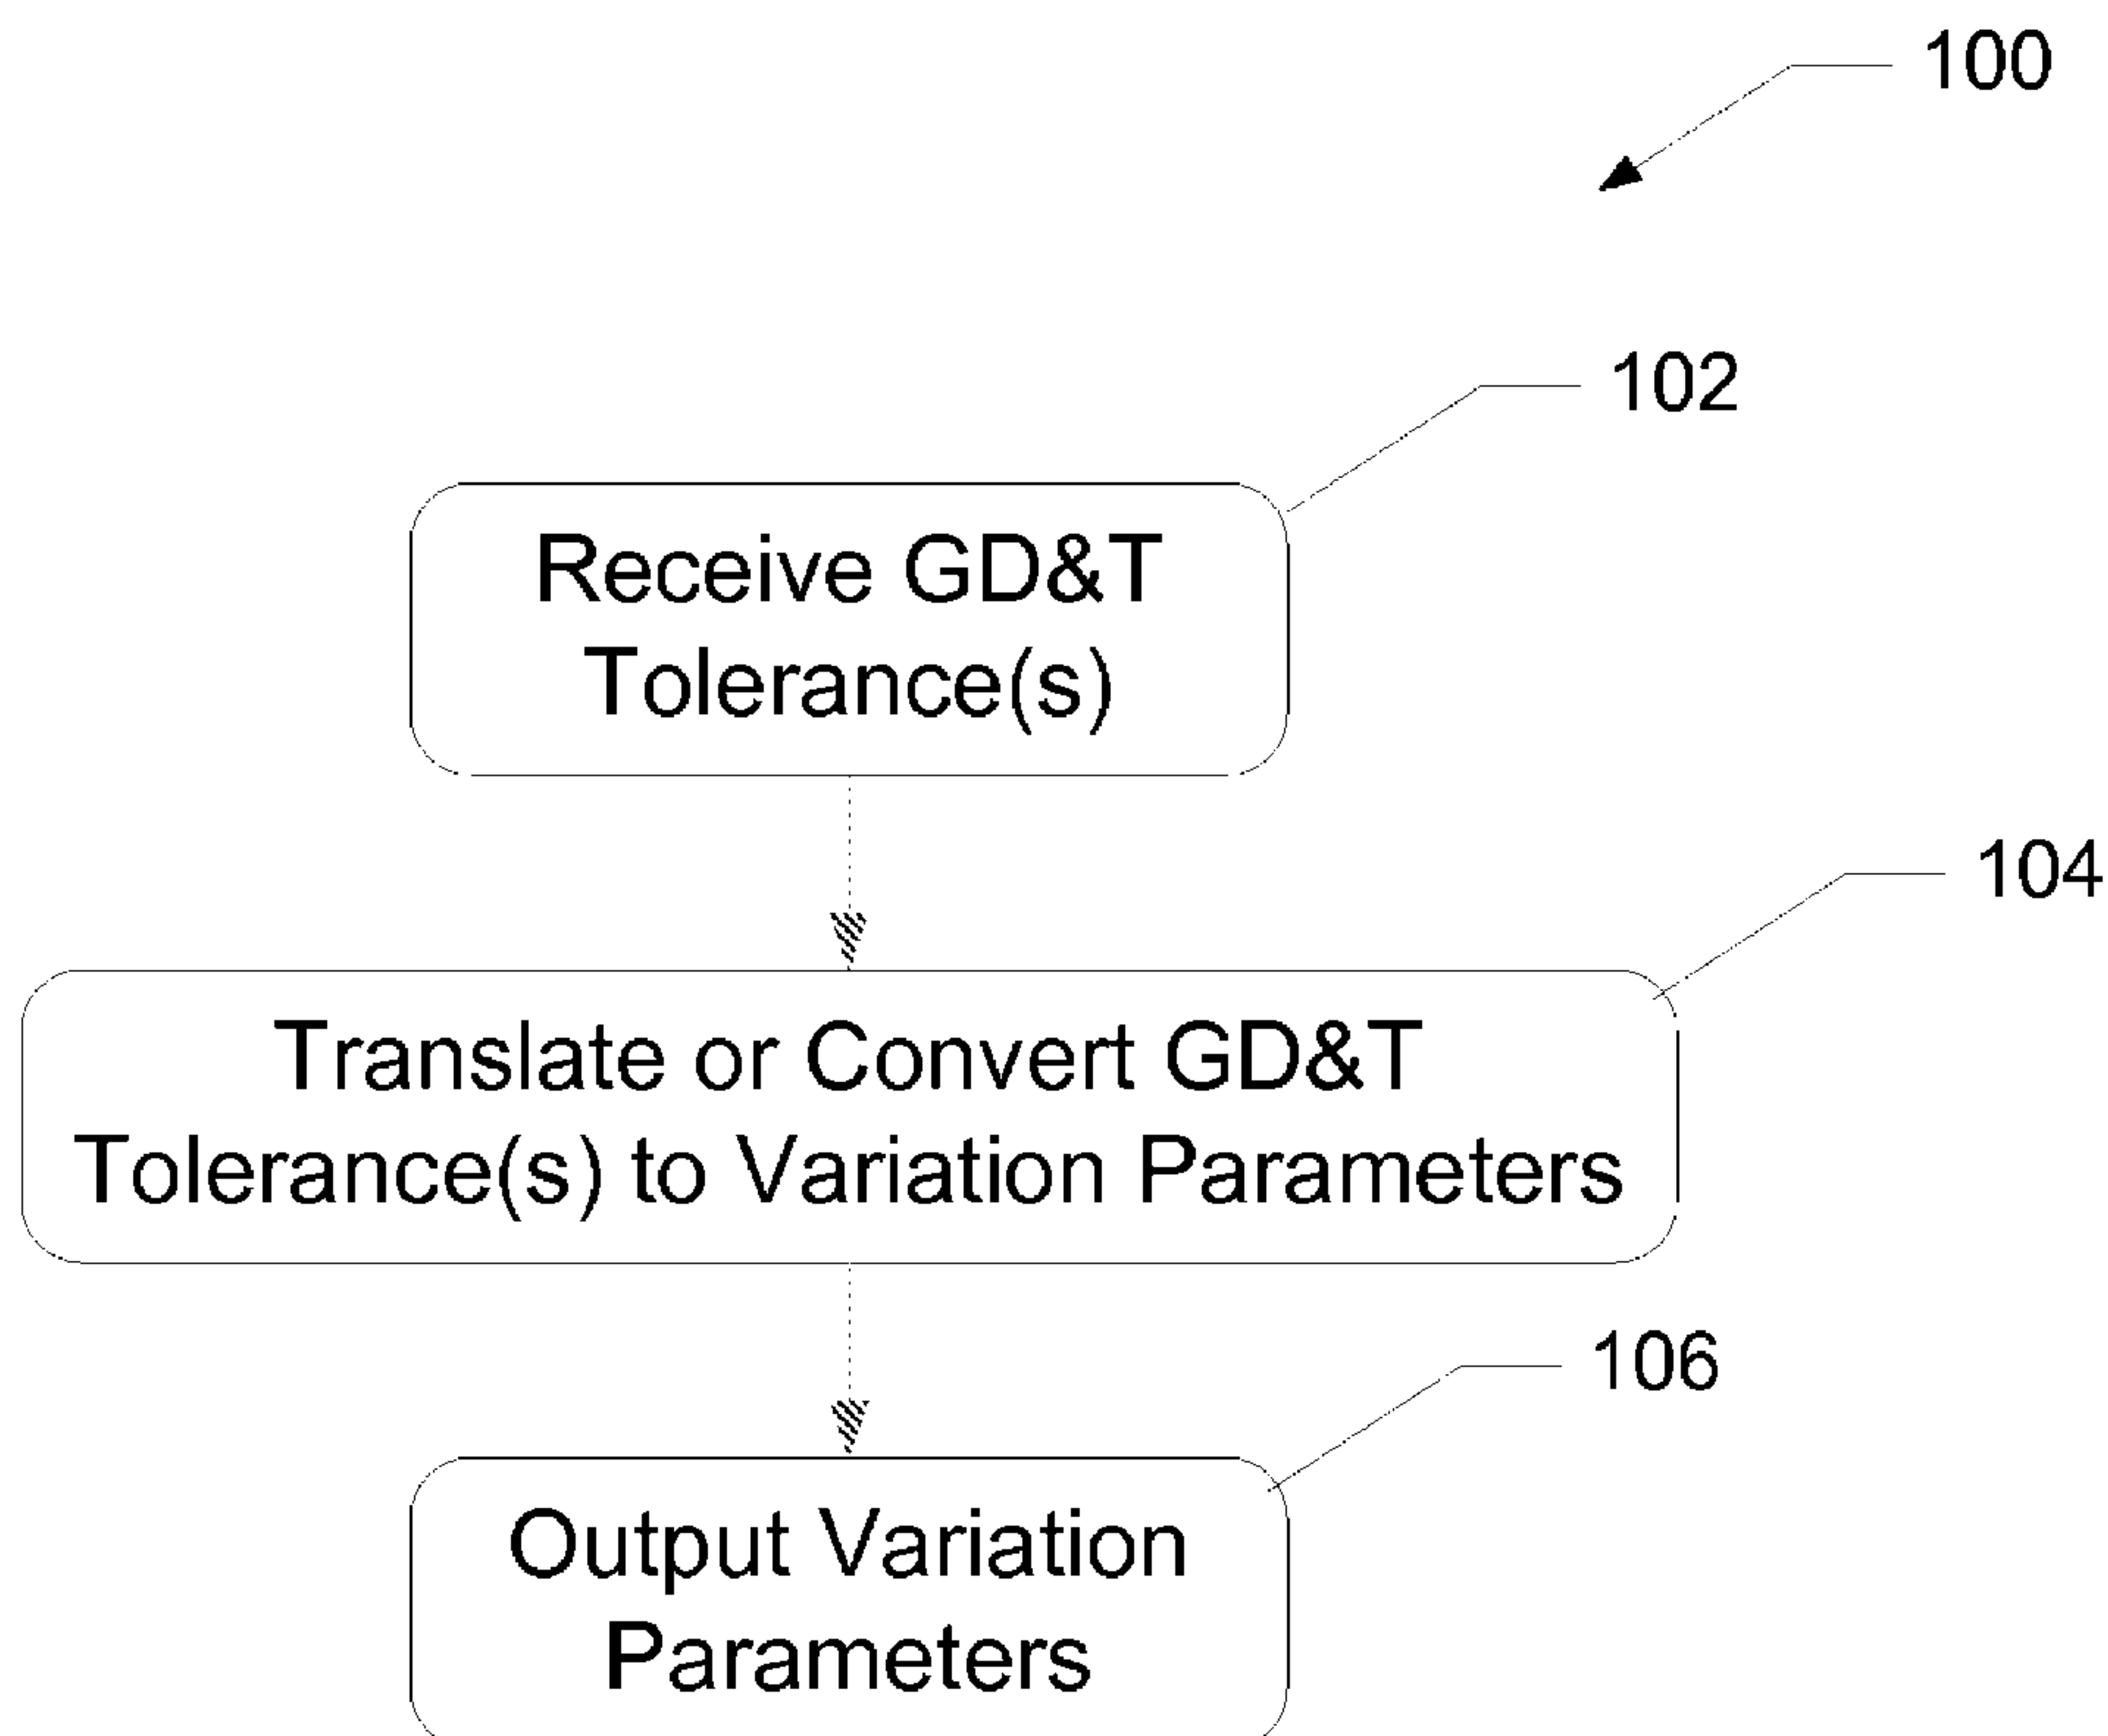 100
102
Receive GD&T
Tolerance(s)
104
Translate or Convert GD&T
Tolerance(s) to Variation Parameters
106
Output Variation
Parameters